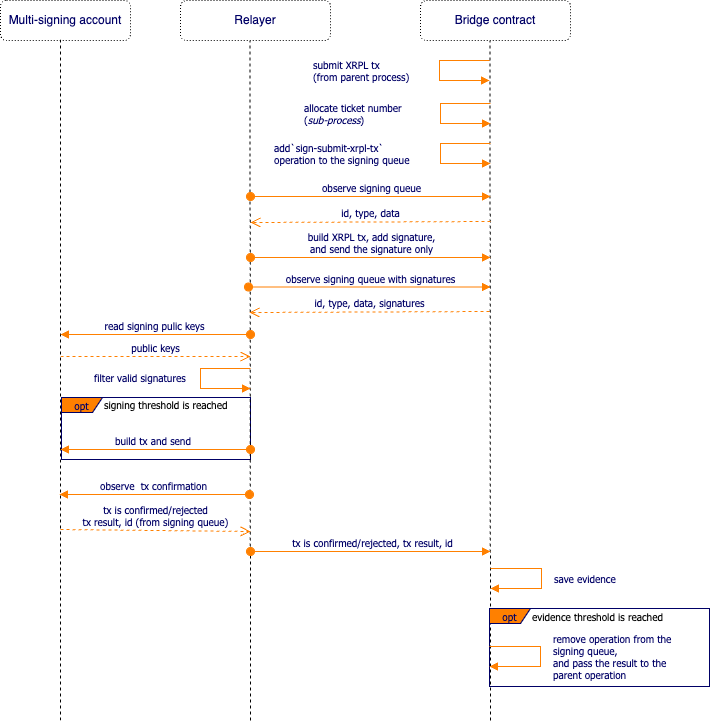 Multi-signing account
Relayer
Bridge contract
submit XRPL tx
(from parent process)
allocate ticket number
(sub-process)
add`sign-submit-xrpl-tx`
operation to the signing queue
observe signing queue
id, type, data
build XRPL tx, add signature,
and send the signature only
observe signing queue with signatures
id, type, data, signatures
read signing pulic keys
public keys
filter valid signatures
opt
signing threshold is reached
build tx and send
observe  tx confirmation
tx is confirmed/rejected
tx result, id (from signing queue)
tx is confirmed/rejected, tx result, id
save evidence
opt
evidence threshold is reached
remove operation from the
signing queue,
and pass the result to the
parent operation